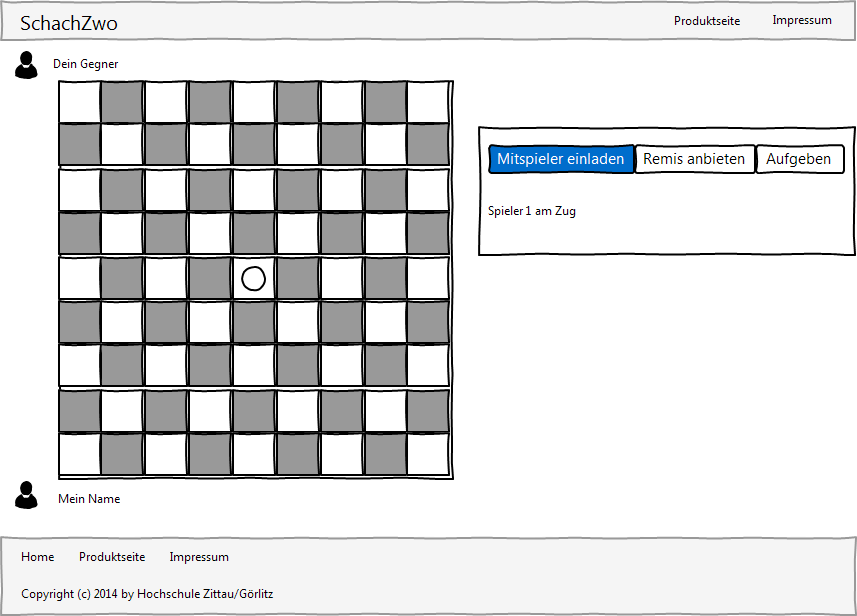 SchachZwo
Produktseite Impressum
Dein Gegner
Mitspieler einladen Remis anbieten Aufgeben
Spieler 1 am Zug
Mein Name
Home Produktseite Impressum
Copyright (c) 2014 by Hochschule Zittau/Görlitz